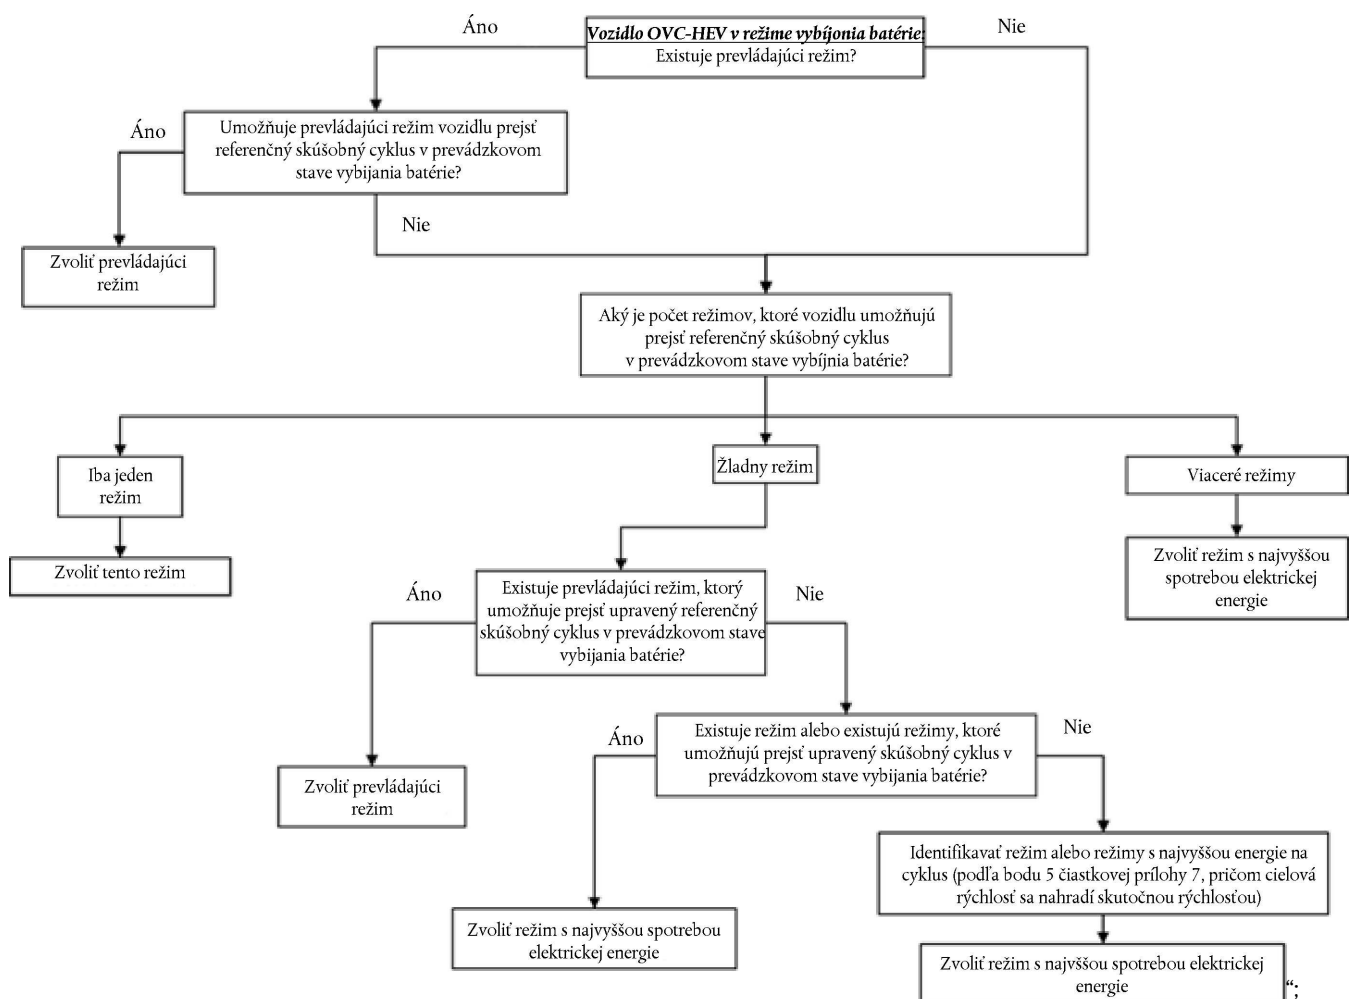 Áno
Vozidlo OVC-HEV v režime vybíjonia batérie:
Nie
Existuje prevládajúci režim?
Áno
Umožňuje prevládajúci režim vozidlu prejsť
referenčný skúšobný cyklus v prevádzkovom
stave vybijania batérie?
Nie
Zvoliť prevládajúci
režim
Aký je počet režimov, ktoré vozidlu umožňujú
prejsť referenčný skúšobný cyklus
v prevádzkovom stave vybíjnia batérie?
Iba jeden
režim
Žladny režim
Viaceré režimy
Zvoliť tento režim
Zvoliť režim s najvyššou
spotrebou elektrickej
energie
Áno
Existuje prevládajúci režim, ktorý
umožňuje prejsť upravený referenčný
skúšobný cyklus v prevádzkovom stave
vybijania batérie?
Nie
Áno
Existuje režim alebo existujú režimy, ktoré
umožňujú prejsť upravený skúšobný cyklus v
prevádzkovom stave vybijania batérie?
Nie
Zvoliť prevládajúci
režim
Identifikavať režim alebo režimy s najvyššou energie na
cyklus (podľa bodu 5 čiastkovej prílohy 7, pričom cielová
rýchlosť sa nahradí skutočnou rýchlosťou)
Zvoliť režim s najvyššou spotrebou
elektrickej energie
Zvoliť režim s najvššou spotrebou elektrickej
energie
“;